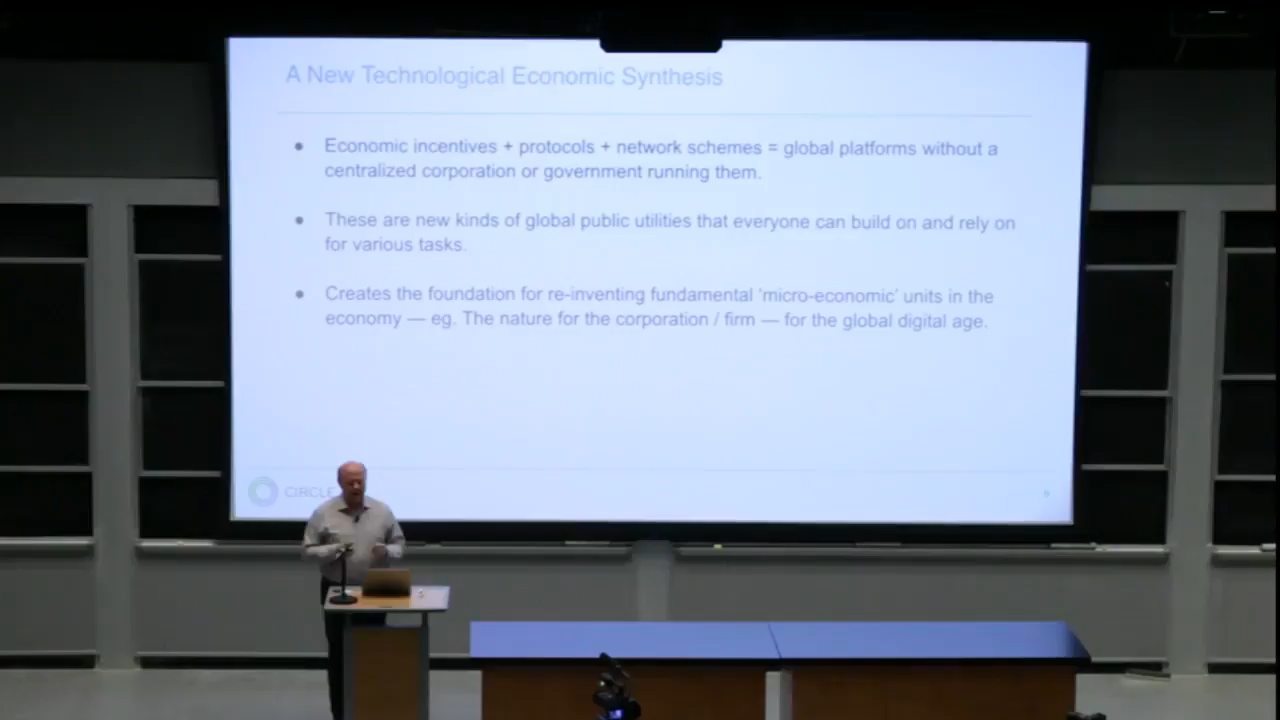 A New Technological Economic Synthesis
● Economic incentives + protocols + network schemes = global platforms without a
centralized corporation or government running them.
● These are new kinds of global public utilities that everyone can build on and rely on
for various tasks.
● Creates the foundation for re-inventing fundamental 'micro-economic' units in the
economy — eg. The nature for the corporation / firm — for the global digital age.
CIRCLE